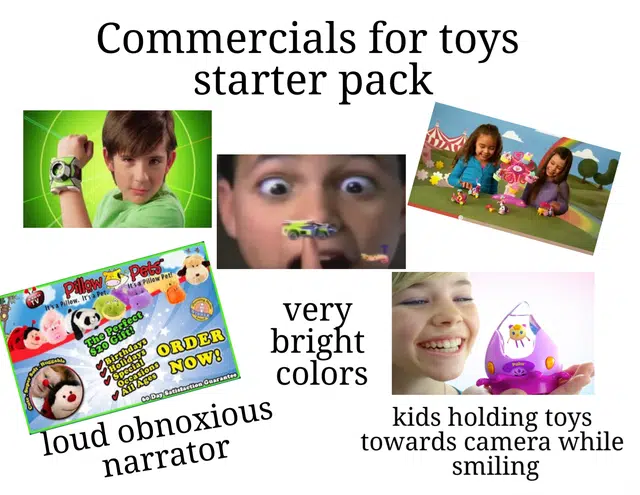 Commercials for toys
starter pack
Pillow Pets
It's a Pillow, It's a Pet
It's a Pillow Pet!
The Perfect
$20 Gift!
Birthdays
Holidays
Special
Occasions
All Ages
ORDER
NOW!
60 Day Satisfaction Guarantee
very
bright
colors
loud obnoxious
narrator
kids holding toys
towards camera while
smiling